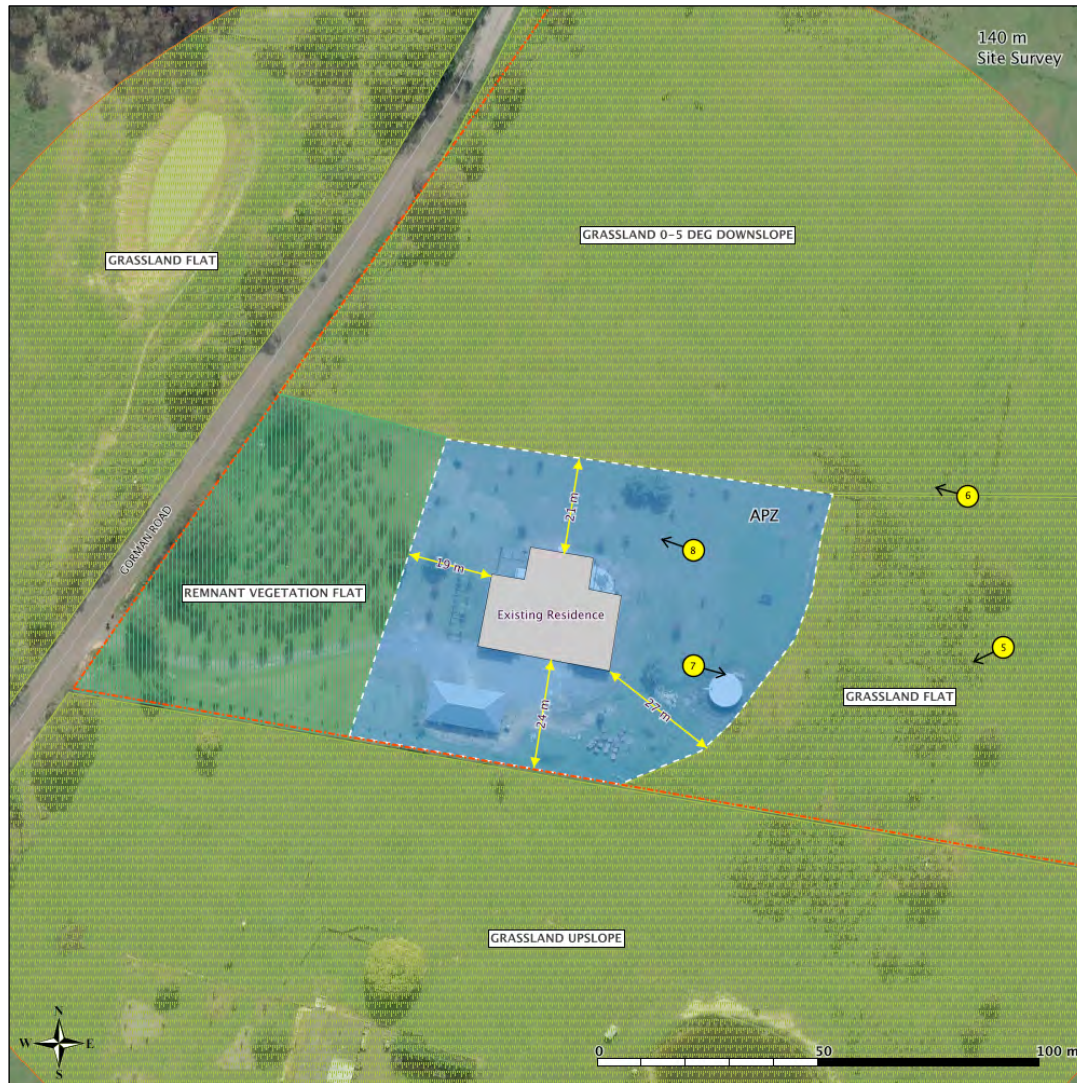 140 m
Site Survey
GRASSLAND 0-5 DEG DOWNSLOPE
GRASSLAND FLAT
GORMAN ROAD
21 m
APZ
6
8
19 m
REMNANT VEGETATION FLAT
Existing Residence
5
7
GRASSLAND FLAT
24 m
27 m
GRASSLAND UPSLOPE
N
W E
S
0 50 100 m